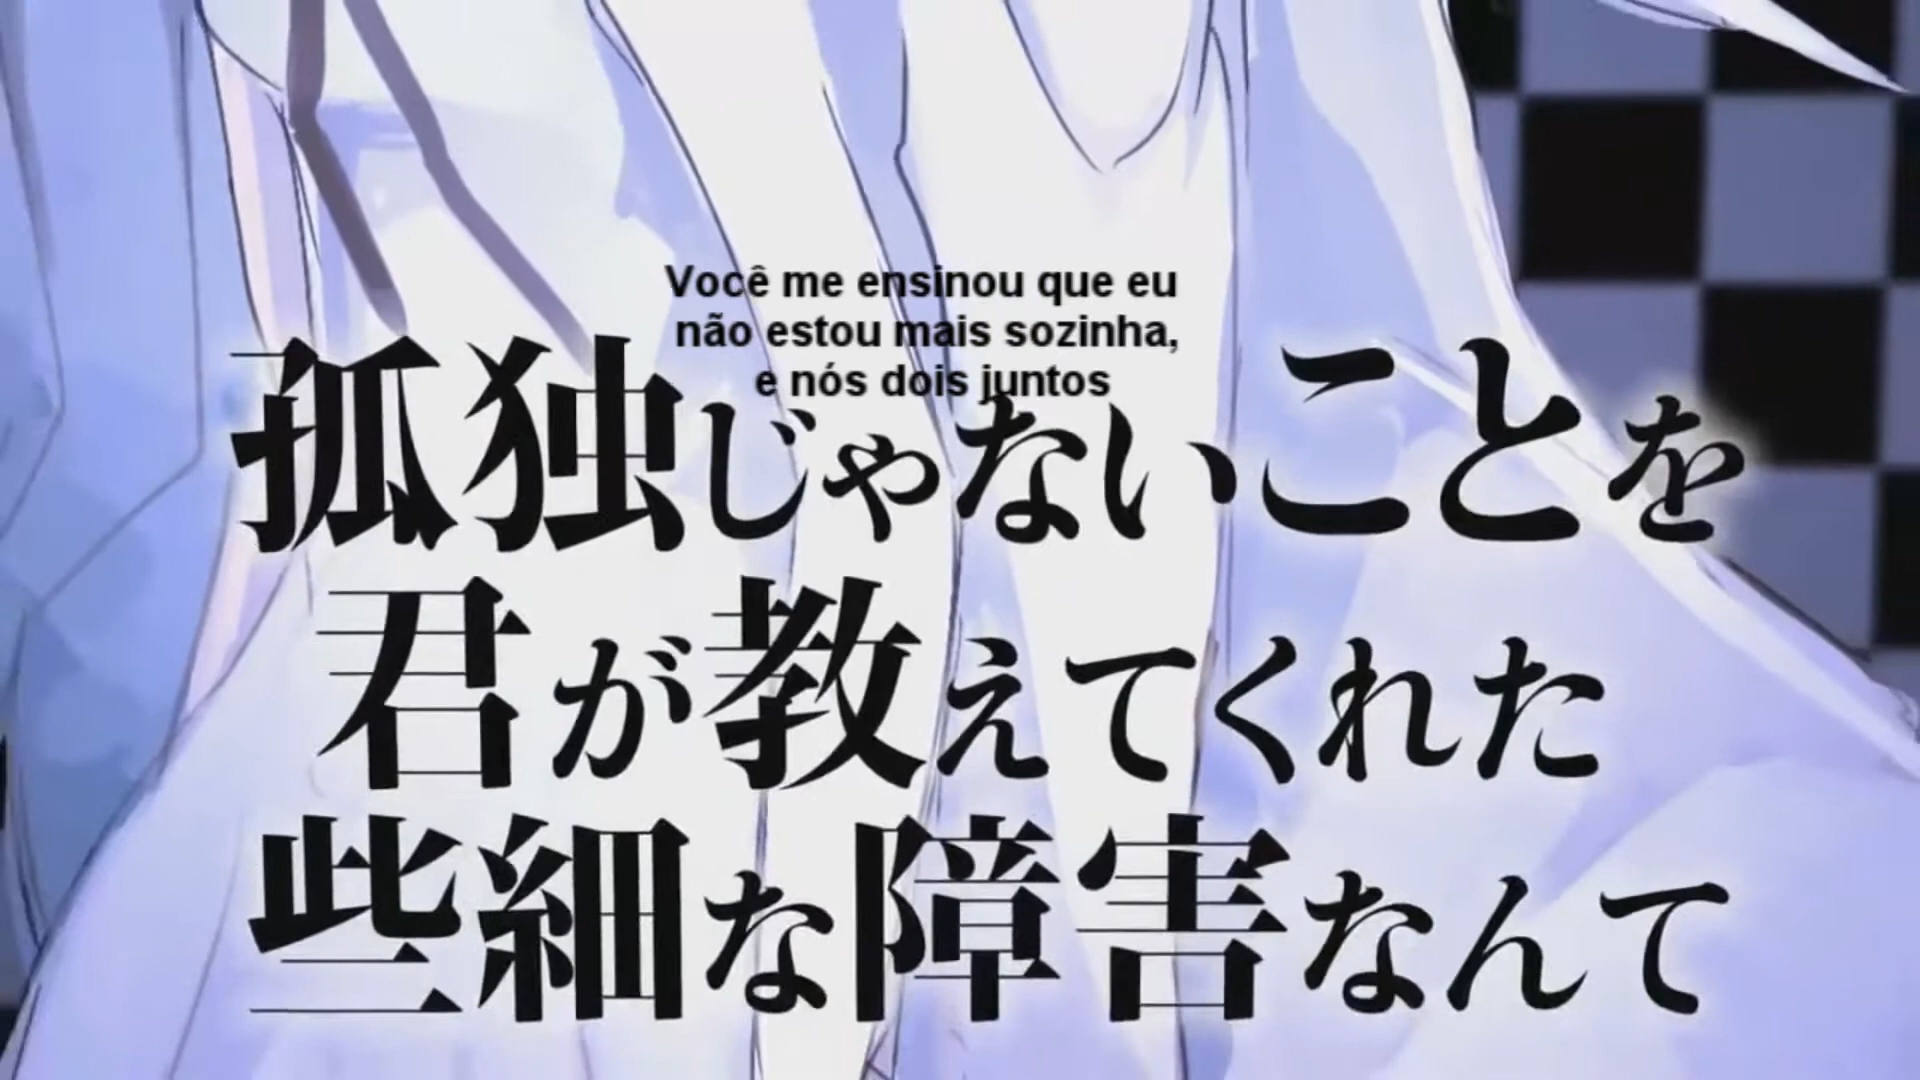 Você me ensinou que eu
não estou mais sozinha,
e nós dois juntos
孤独じゃないことを
君が教えてくれた
些細な障害なんて